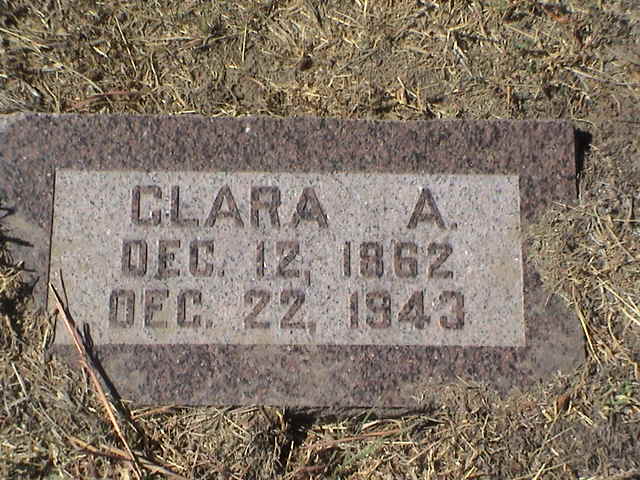 CLARA A.
DEC. 12, 1862
DEC. 22, 1943